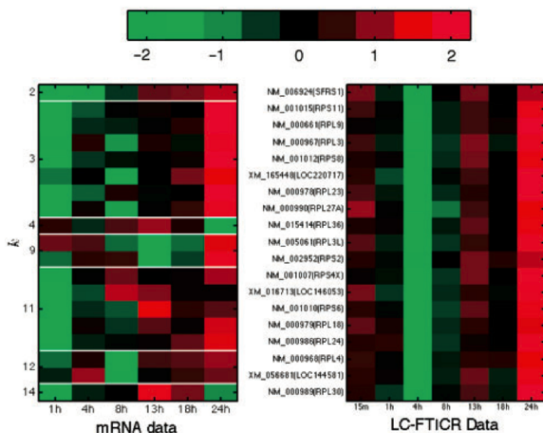 -2 -1 0 1 2
2
3
4
9
11
12
14
k
1h 4h 8h 13h 18h 24h
mRNA data
NM_006924(SFRS1)
NM_001015(RPS11)
NM_000661(RPL9)
NM_000967(RPL3)
NM_001012(RPS8)
XM_165448(LOC220717)
NM_000978(RPL23)
NM_000990(RPL27A)
NM_015414(RPL36)
NM_005061(RPL3L)
NM_002952(RPS2)
NM_001007(RPS4X)
XM_016713(LOC146053)
NM_001010(RPS6)
NM_000979(RPL18)
NM_000986(RPL24)
NM_000968(RPL4)
XM_056681(LOC144581)
NM_000989(RPL30)
15m 1h 4h 8h 13h 18h 24h
LC-FTICR Data